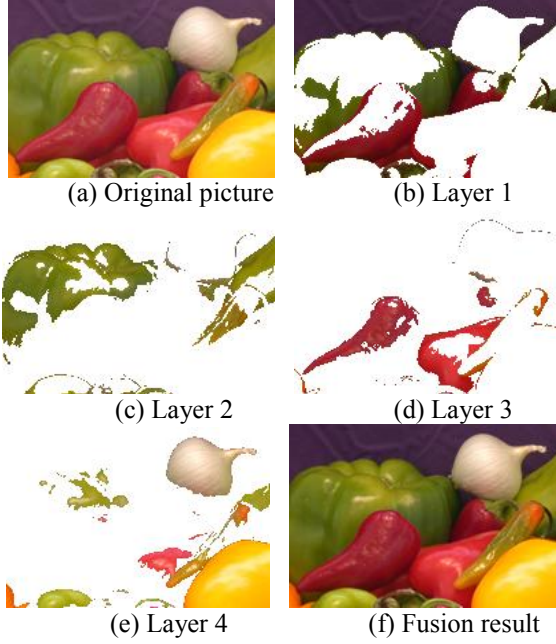 (a) Original picture
(b) Layer 1
(c) Layer 2
(d) Layer 3
(e) Layer 4
(f) Fusion result